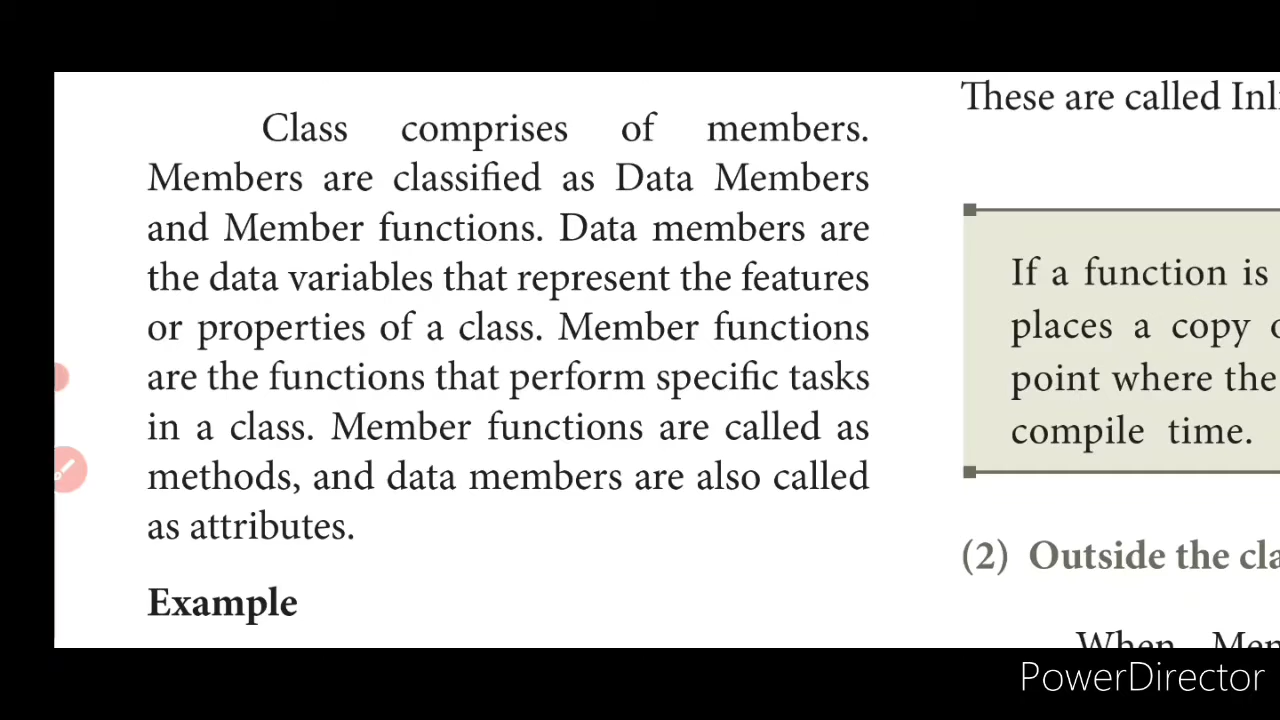 Class comprises of members.
Members are classified as Data Members
and Member functions. Data members are
the data variables that represent the features
or properties of a class. Member functions
are the functions that perform specific tasks
in a class. Member functions are called as
methods, and data members are also called
as attributes.
Example
These are called
If a function is
places a copy
point where the
compile time.
(2) Outside the
When
PowerDirector